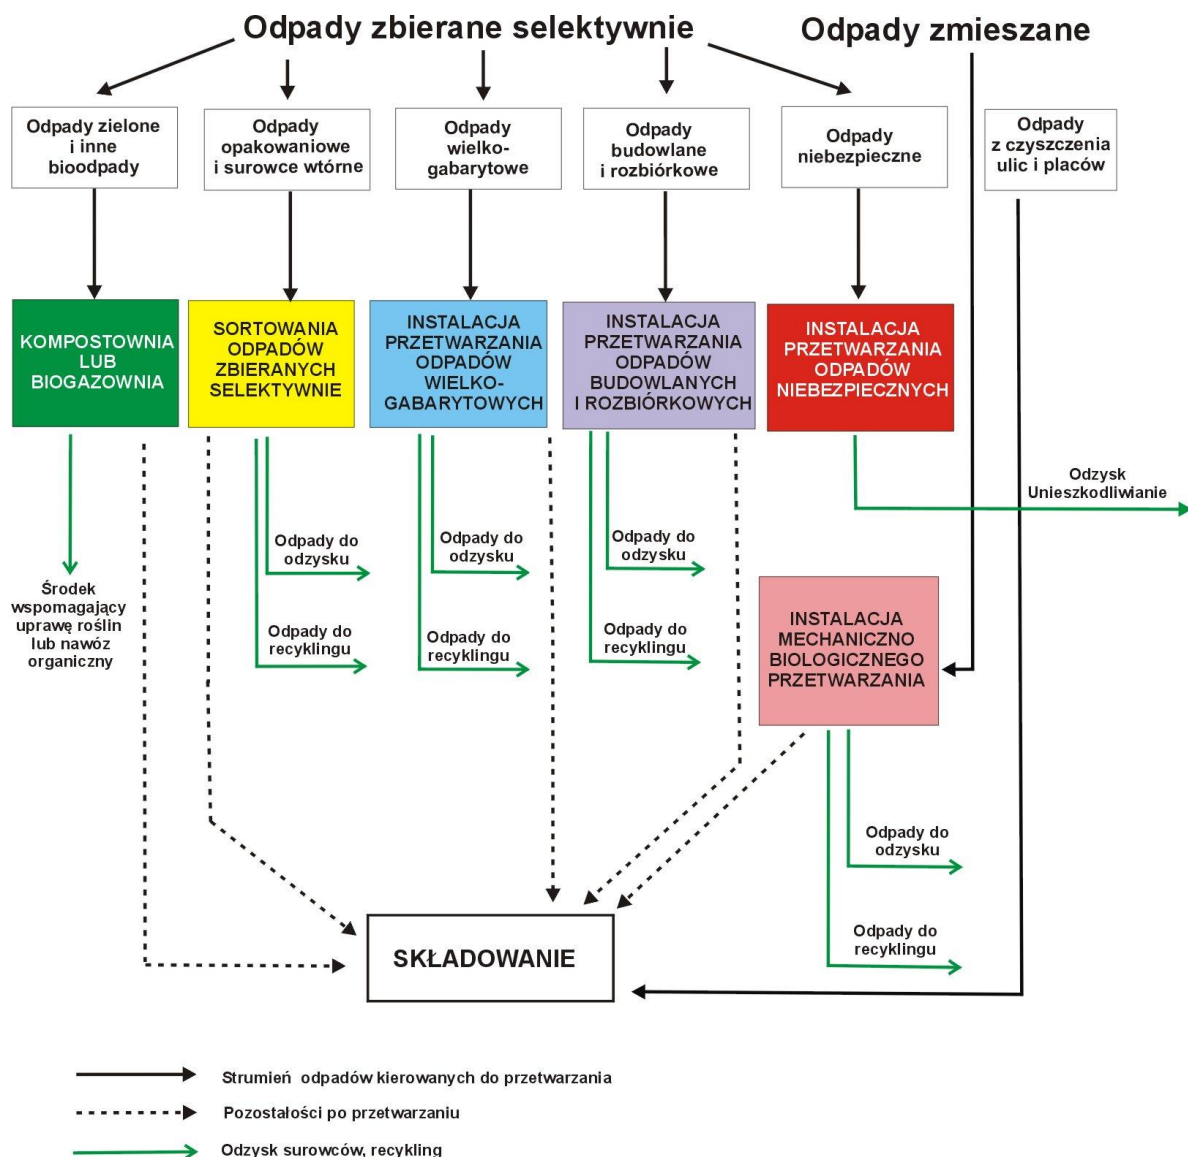 Odpady zbierane selektywnie
Odpady zmieszane
Odpady zielone
i inne
bioodpady
Odpady
opakowaniowe
i surowce wtórne
Odpady
wielko-
gabarytowe
Odpady
budowlane
i rozbiórkowe
Odpady
niebezpieczne
Odpady
z czyszczenia
ulic i placów
KOMPOSTOWNIA
LUB
BIOGAZOWNIA
SORTOWANIA
ODPADÓW
ZBIERANYCH
SELEKTYWNIE
INSTALACJA
PRZETWARZANIA
ODPADÓW
WIELKO-
GABARYTOWYCH
INSTALACJA
PRZETWARZANIA
ODPADÓW
BUDOWLANYCH
I ROZBIÓRKOWYCH
INSTALACJA
PRZETWARZANIA
ODPADÓW
NIEBEZPIECZNYCH
Odzysk
Unieszkodliwianie
Środek
wspomagający
uprawę roślin
lub nawóz
organiczny
Odpady do
odzysku
Odpady do
recyklingu
Odpady do
odzysku
Odpady do
recyklingu
Odpady do
odzysku
Odpady do
recyklingu
INSTALACJA
MECHANICZNO
BIOLOGICZNEGO
PRZETWARZANIA
Odpady do
odzysku
Odpady do
recyklingu
SKŁADOWANIE
Strumień odpadów kierowanych do przetwarzania
Pozostałości po przetwarzaniu
Odzysk surowców, recykling